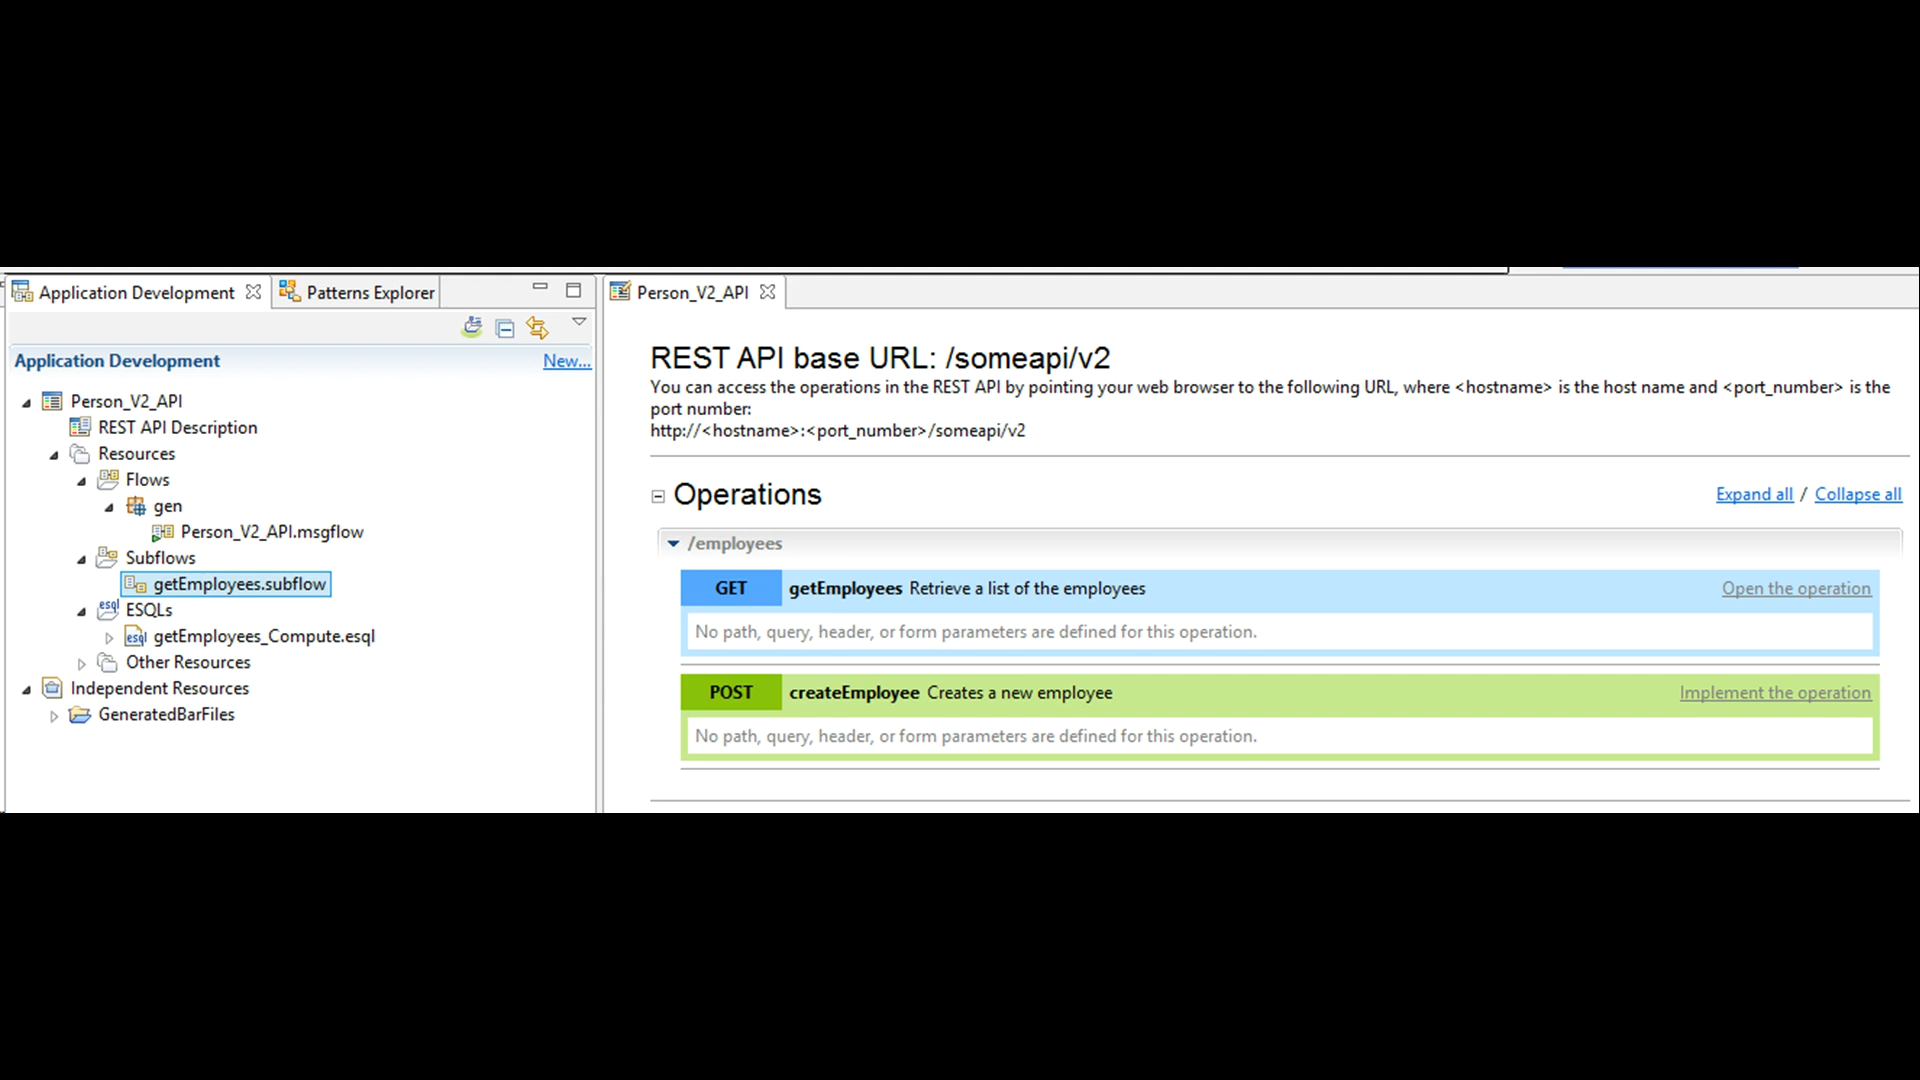 Application Development
Patterns Explorer
Application Development
New...
Person_V2_API
REST API Description
Resources
Flows
gen
Person_V2_API.msgflow
Subflows
getEmployees.subflow
esql ESQLs
esql getEmployees_Compute.esql
Other Resources
Independent Resources
GeneratedBarFiles
Person_V2_API
REST API base URL: /someapi/v2
You can access the operations in the REST API by pointing your web browser to the following URL, where <hostname> is the host name and <port_number> is the
port number:
http://<hostname>:<port_number>/someapi/v2
Operations
Expand all / Collapse all
/employees
GET getEmployees Retrieve a list of the employees Open the operation
No path, query, header, or form parameters are defined for this operation.
POST createEmployee Creates a new employee Implement the operation
No path, query, header, or form parameters are defined for this operation.